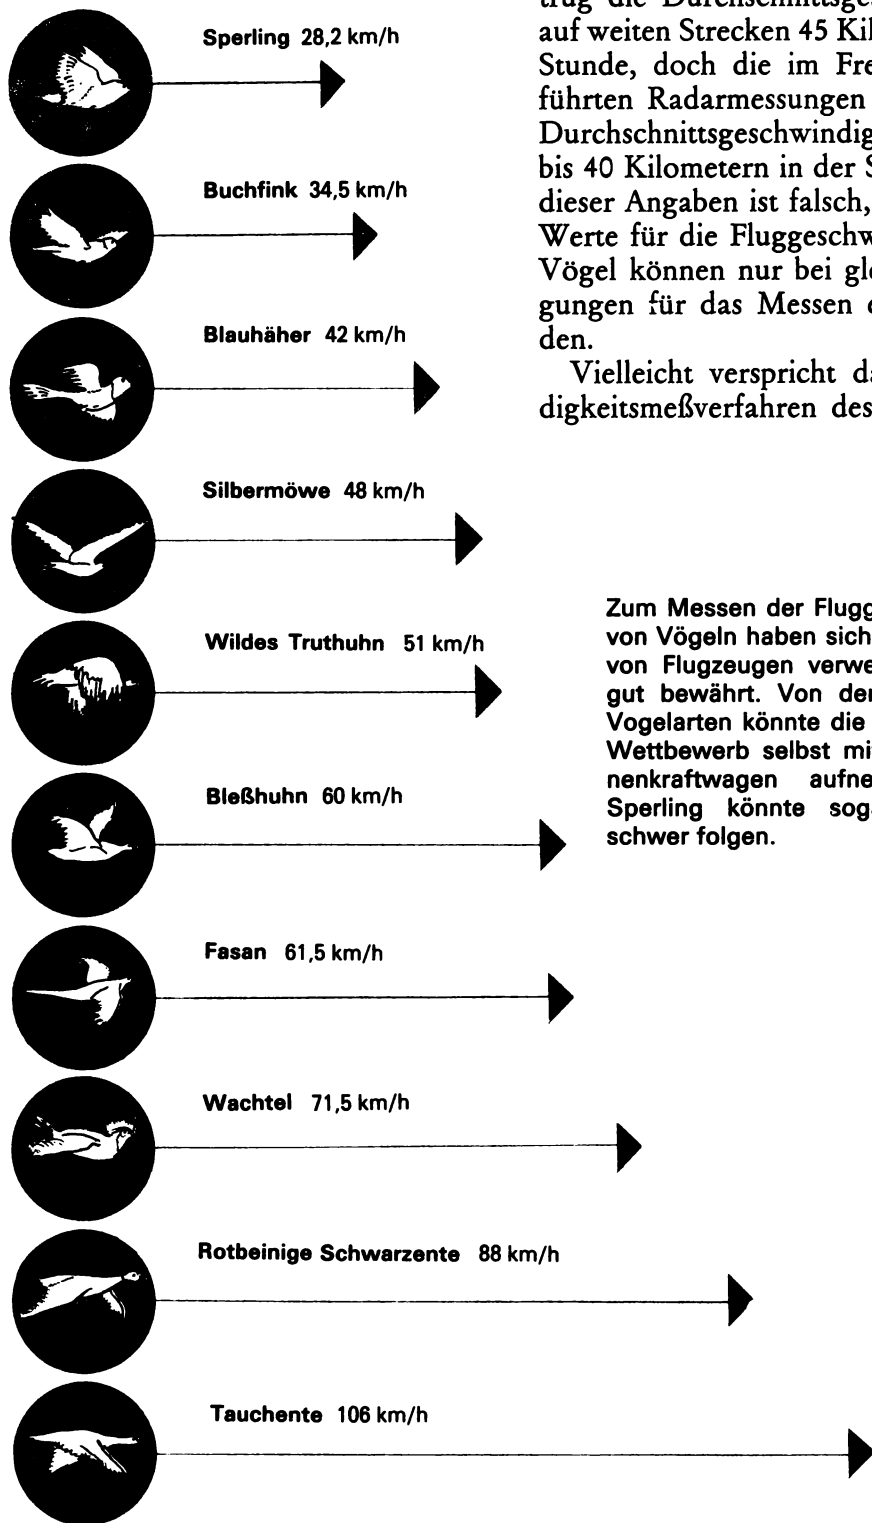 Sperling 28,2 km/h
Buchfink 34,5 km/h
Blauhäher 42 km/h
Silbermöwe 48 km/h
Wildes Truthuhn 51 km/h
Bleßhuhn 60 km/h
Fasan 61,5 km/h
Wachtel 71,5 km/h
Rotbeinige Schwarzente 88 km/h
Tauchente 106 km/h
auf weiten Strecken 45 Kil
Stunde, doch die im Fre
führten Radarmessungen
Durchschnittsgeschwindig
bis 40 Kilometern in der S
dieser Angaben ist falsch,
Werte für die Fluggeschw
Vögel können nur bei gle
gungen für das Messen
den.
Vielleicht verspricht da
digkeitsmeßverfahren des
Zum Messen der Flugg
von Vögeln haben sich
von Flugzeugen verwe
gut bewährt. Von der
Vogelarten könnte die
Wettbewerb selbst mi
nenkraftwagen aufne
Sperling könnte sog
schwer folgen.